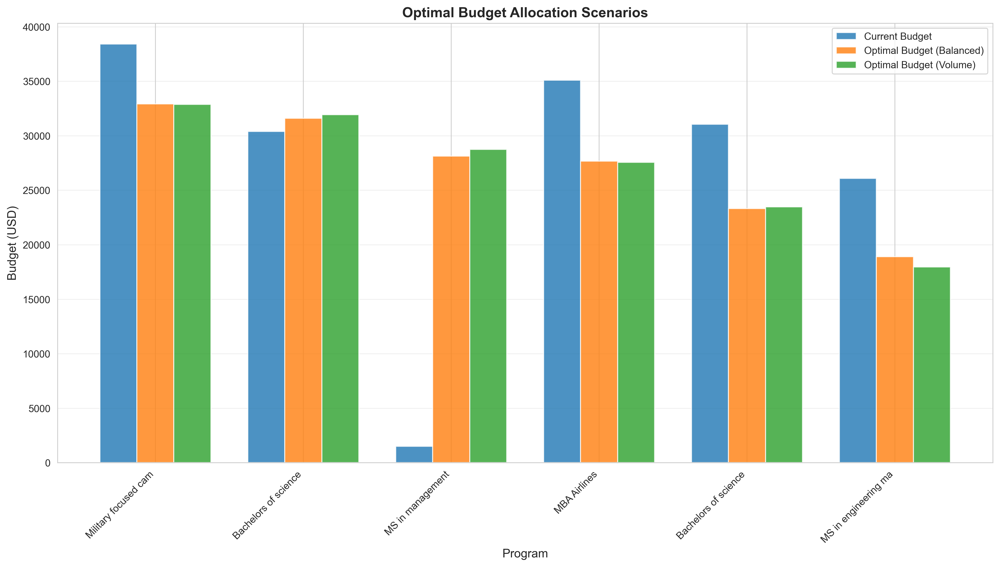 Optimal Budget Allocation Scenarios
Current Budget
Optimal Budget (Balanced)
Optimal Budget (Volume)
Budget (USD)
40000
35000
30000
25000
20000
15000
10000
5000
0
Military focused cam
Bachelors of science
MS in management
MBA Airlines
Bachelors of science
MS in engineering ma
Program